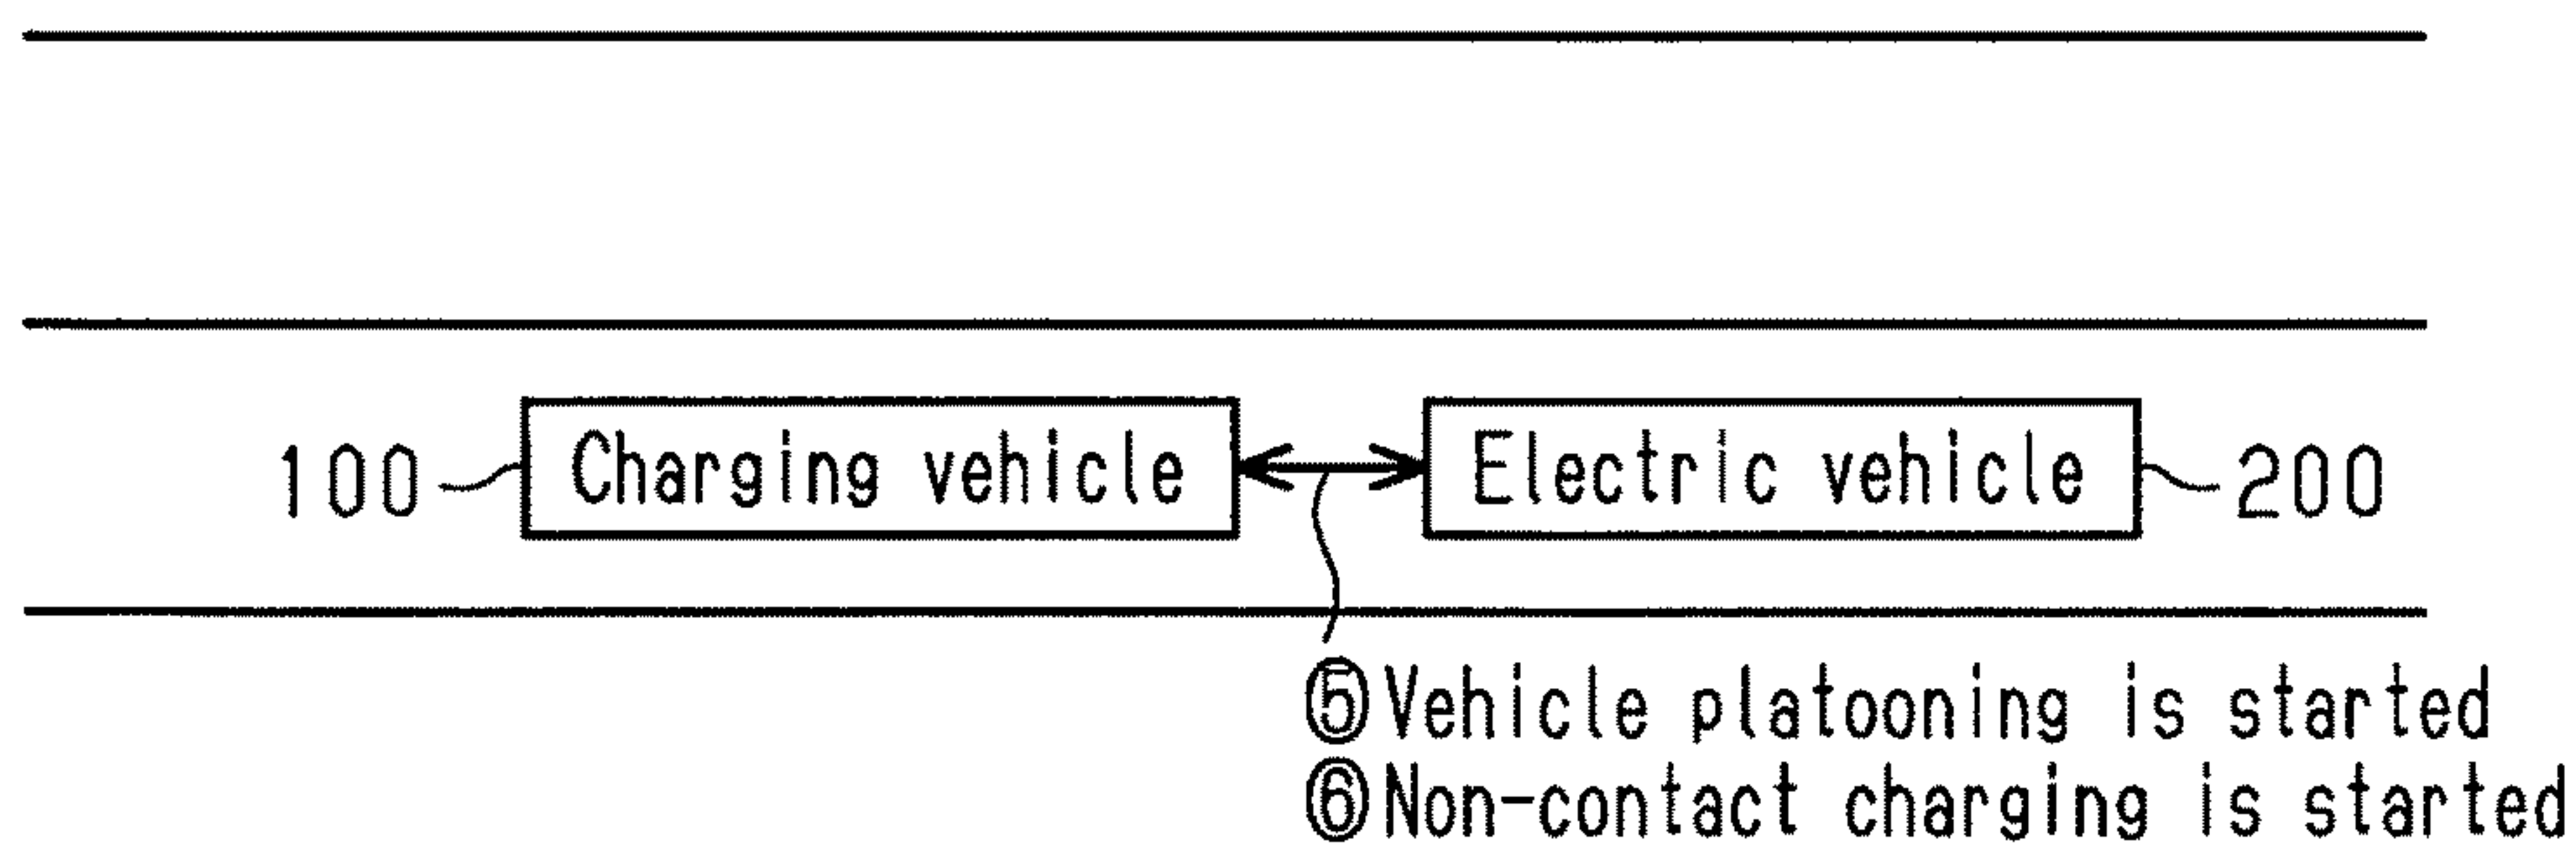 100 Charging vehicle Electric vehicle 200
⑤Vehicle platooning is started
⑥Non-contact charging is started